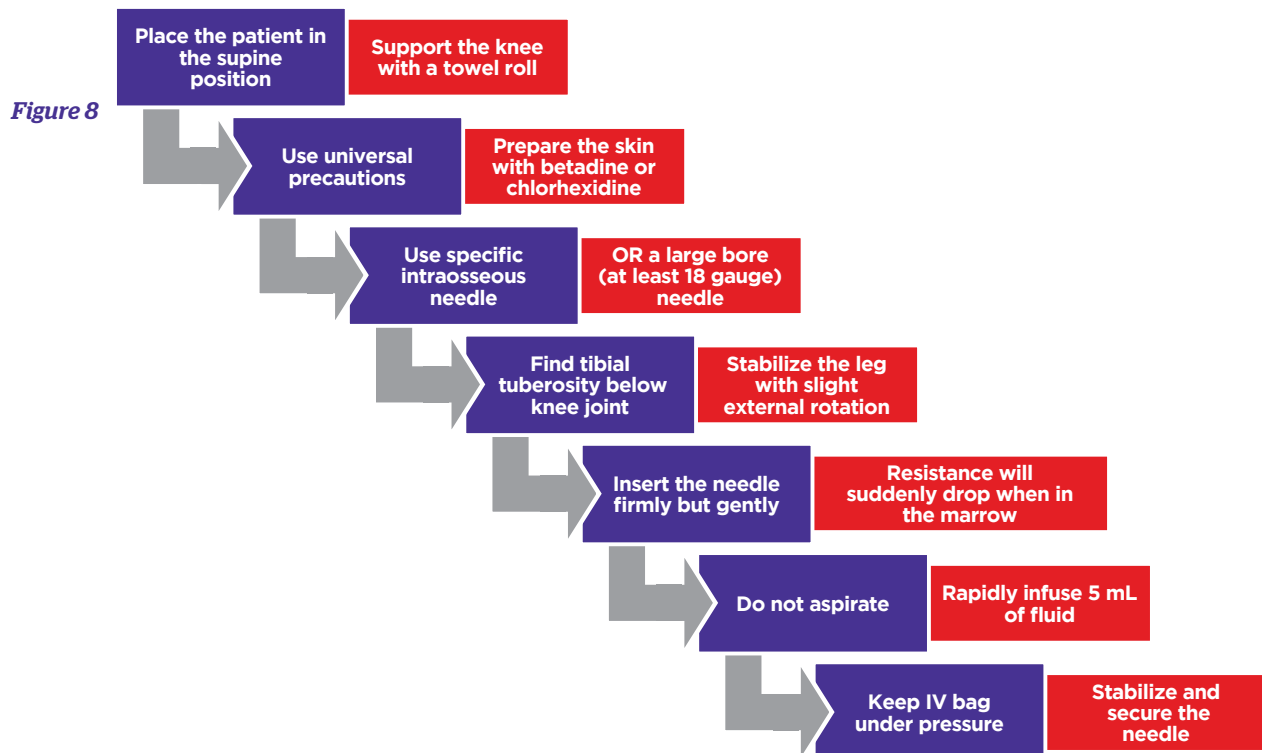 Figure 8
Place the patient in
the supine
position
Support the knee
with a towel roll
Use universal
precautions
Prepare the skin
with betadine or
chlorhexidine
Use specific
intraosseous
needle
OR a large bore
(at least 18 gauge)
needle
Find tibial
tuberosity below
knee joint
Stabilize the leg
with slight
external rotation
Insert the needle
firmly but gently
Resistance will
suddenly drop when in
the marrow
Do not aspirate
Rapidly infuse 5 mL
of fluid
Keep IV bag
under pressure
Stabilize and
secure the
needle